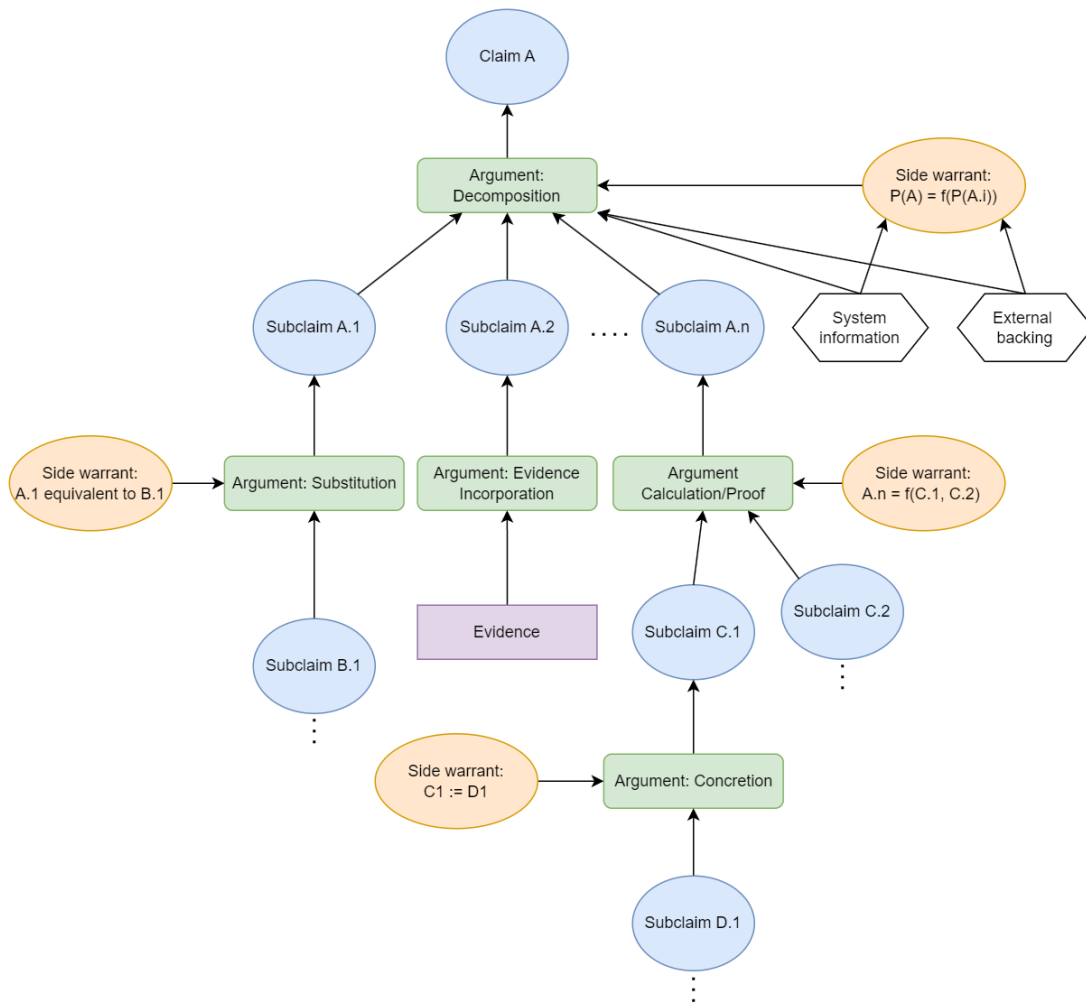 Claim A
Argument:
Decomposition
Side warrant:
P(A) = f(P(A.i))
Subclaim A.1
Subclaim A.2
....
Subclaim A.n
System
information
External
backing
Side warrant:
A.1 equivalent to B.1
Argument: Substitution
Argument: Evidence
Incorporation
Argument
Calculation/Proof
Side warrant:
A.n = f(C.1, C.2)
Evidence
Subclaim C.1
Subclaim C.2
Subclaim B.1
Side warrant:
C1 := D1
Argument: Concretion
Subclaim D.1